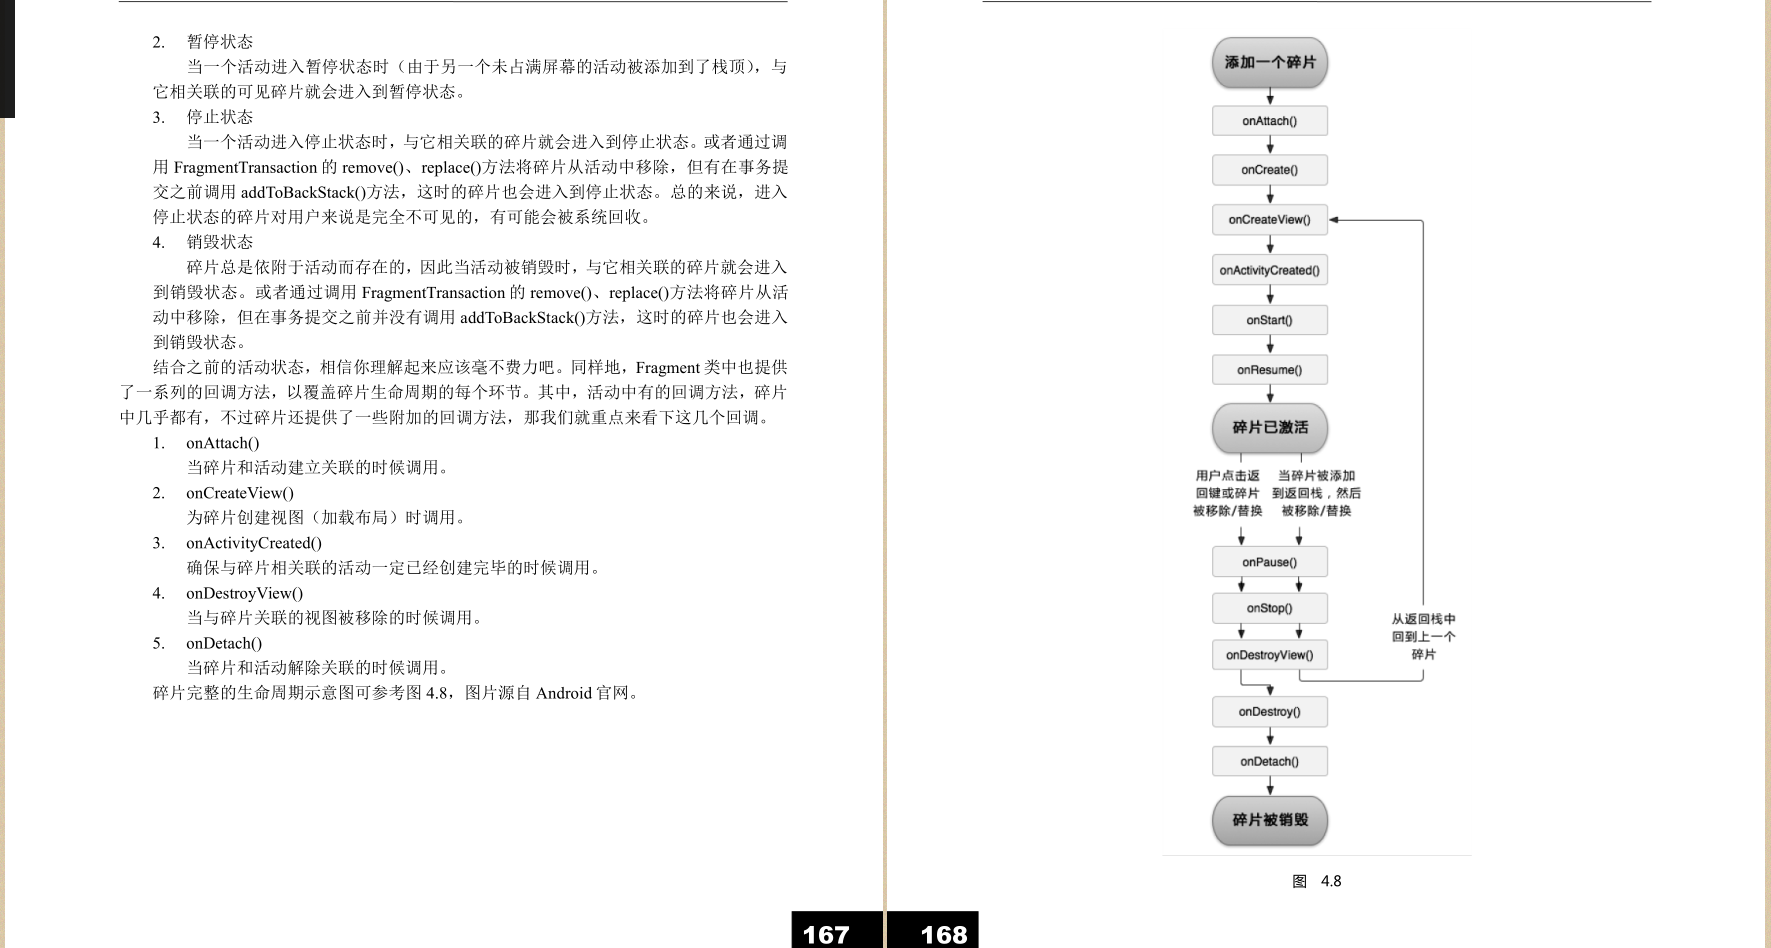 2. 暂停状态
当一个活动进入暂停状态时（由于另一个未占满屏幕的活动被添加到了栈顶），与
它相关联的可见碎片就会进入到暂停状态。
3. 停止状态
当一个活动进入停止状态时，与它相关联的碎片就会进入到停止状态。或者通过调
用 FragmentTransaction 的 remove()、replace()方法将碎片从活动中移除，但有在事务提
交之前调用 addToBackStack()方法，这时的碎片也会进入到停止状态。总的来说，进入
停止状态的碎片对用户来说是完全不可见的，有可能会被系统回收。
4. 销毁状态
碎片总是依附于活动而存在的，因此当活动被销毁时，与它相关联的碎片就会进入
到销毁状态。或者通过调用 FragmentTransaction 的 remove()、replace()方法将碎片从活
动中移除，但在事务提交之前并没有调用 addToBackStack()方法，这时的碎片也会进入
到销毁状态。
结合之前的活动状态，相信你理解起来应该毫不费力吧。同样地，Fragment 类中也提供
了一系列的回调方法，以覆盖碎片生命周期的每个环节。其中，活动中有的回调方法，碎片
中几乎都有，不过碎片还提供了一些附加的回调方法，那我们就重点来看下这几个回调。
1. onAttach()
当碎片和活动建立关联的时候调用。
2. onCreateView()
为碎片创建视图（加载布局）时调用。
3. onActivityCreated()
确保与碎片相关联的活动一定已经创建完毕的时候调用。
4. onDestroyView()
当与碎片关联的视图被移除的时候调用。
5. onDetach()
当碎片和活动解除关联的时候调用。
碎片完整的生命周期示意图可参考图 4.8，图片源自 Android 官网。
167
添加一个碎片
onAttach()
onCreate()
onCreateView()
onActivityCreated()
onStart()
onResume()
碎片已激活
用户点击返
回键或碎片
被移除/替换
当碎片被添加
到返回栈，然后
被移除/替换
onPause()
onStop()
onDestroyView()
从返回栈中
回到上一个
碎片
onDestroy()
onDetach()
碎片被销毁
图 4.8
168